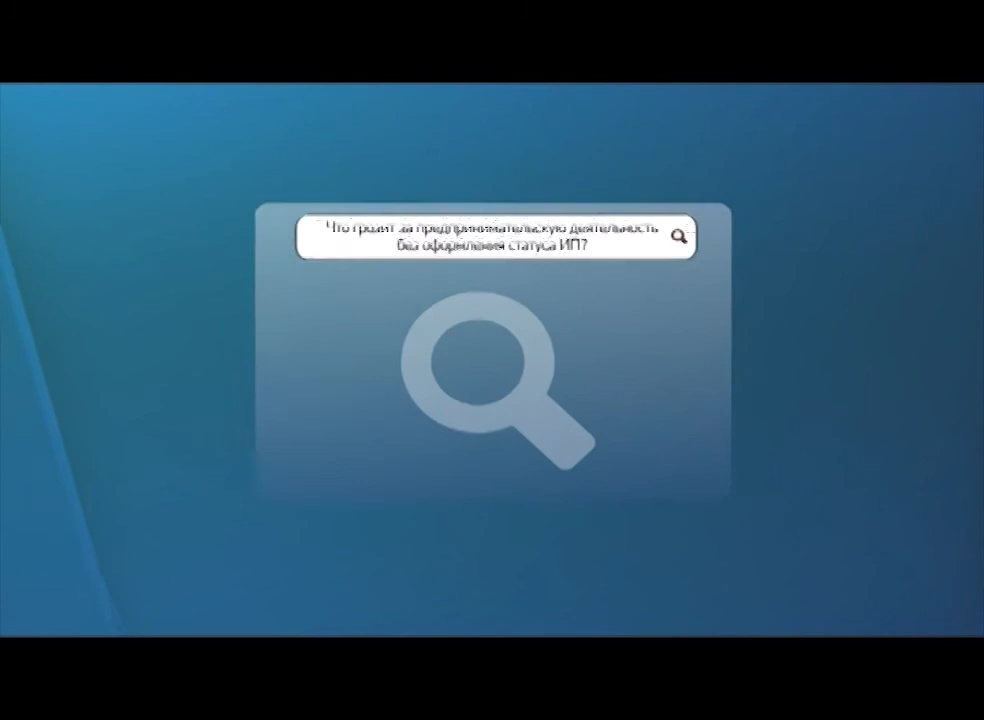 Что грозит за предпринимательскую деятельность
без оформления статуса ИП?